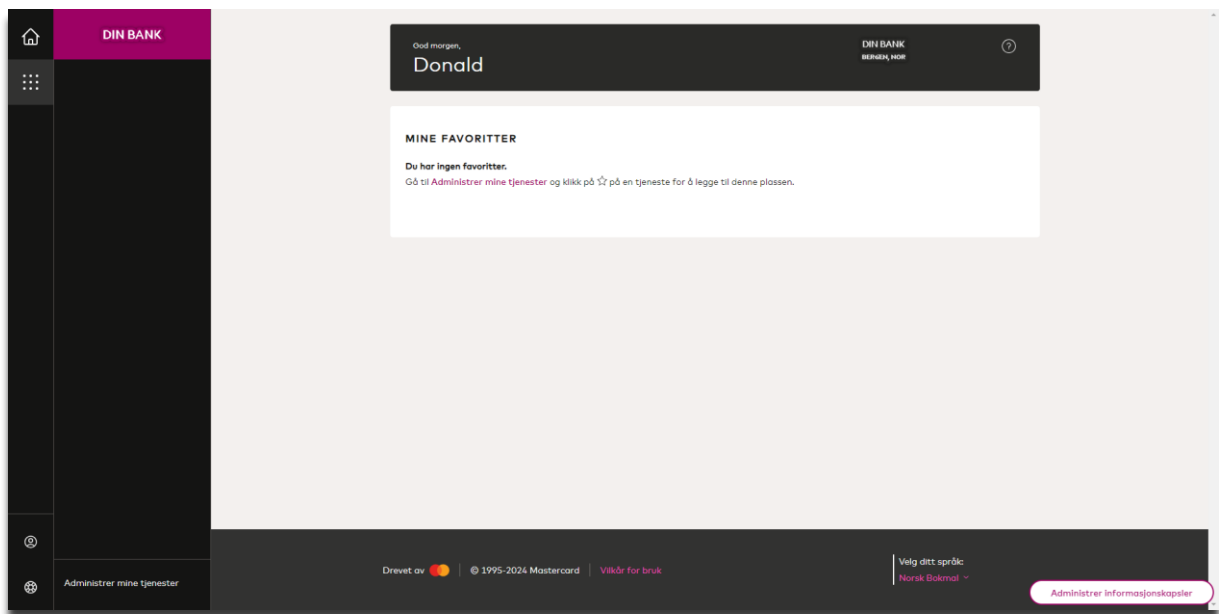 DIN BANK
God morgen,
Donald
DIN BANK
BERGEN, NOR
MINE FAVORITTER
Du har ingen favoritter.
Gå til Administrer mine tjenester og klikk på ☆ på en tjeneste for å legge til denne plassen.
Administrer mine tjenester
Drevet av
© 1995-2024 Mastercard
Vilkår for bruk
Velg ditt språk:
Norsk Bokmal
Administrer informasjonskapsler